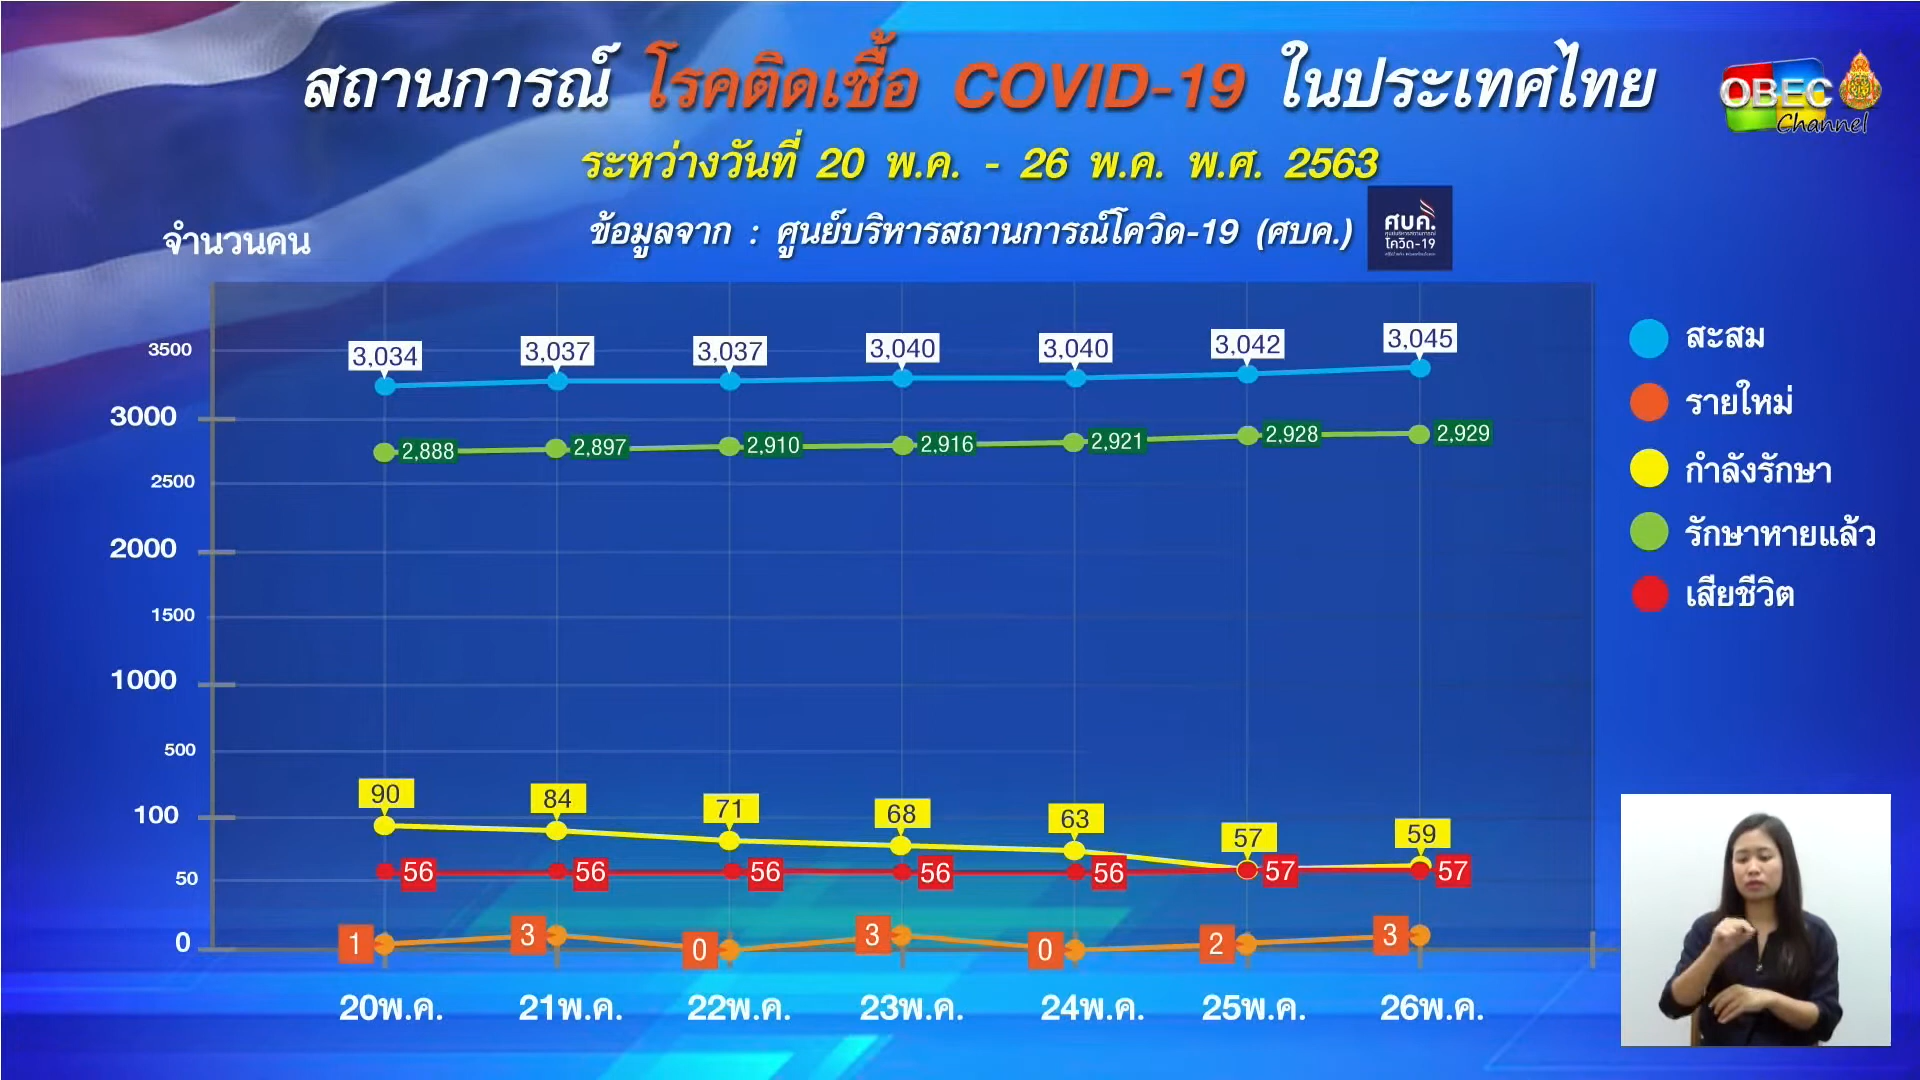 สถานการณ์ โรคติดเชื้อ COVID-19 ในประเทศไทย
OBEC
Channel
ระหว่างวันที่ 20 พ.ค. - 26 พ.ค. พ.ศ. 2563
ข้อมูลจาก : ศูนย์บริหารสถานการณ์โควิด-19 (ศบค.)
ศบค.
โควิด-19
จำนวนคน
3500
3000
2500
2000
1500
1000
500
100
50
0
3,034 3,037 3,037 3,040 3,040 3,042 3,045
2,888 2,897 2,910 2,916 2,921 2,928 2,929
90 84 71 68 63 57 59
56 56 56 56 56 57 57
1 3 0 3 0 2 3
20พ.ค. 21พ.ค. 22พ.ค. 23พ.ค. 24พ.ค. 25พ.ค. 26พ.ค.
สะสม
รายใหม่
กำลังรักษา
รักษาหายแล้ว
เสียชีวิต